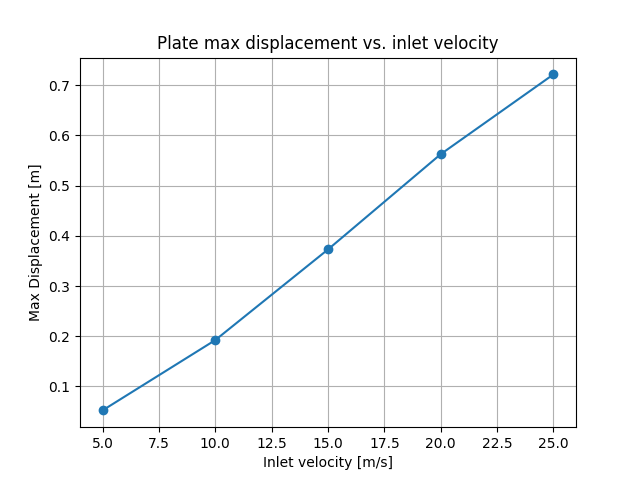 Plate max displacement vs. inlet velocity
Max Displacement [m]
0.7
0.6
0.5
0.4
0.3
0.2
0.1
5.0 7.5 10.0 12.5 15.0 17.5 20.0 22.5 25.0
Inlet velocity [m/s]